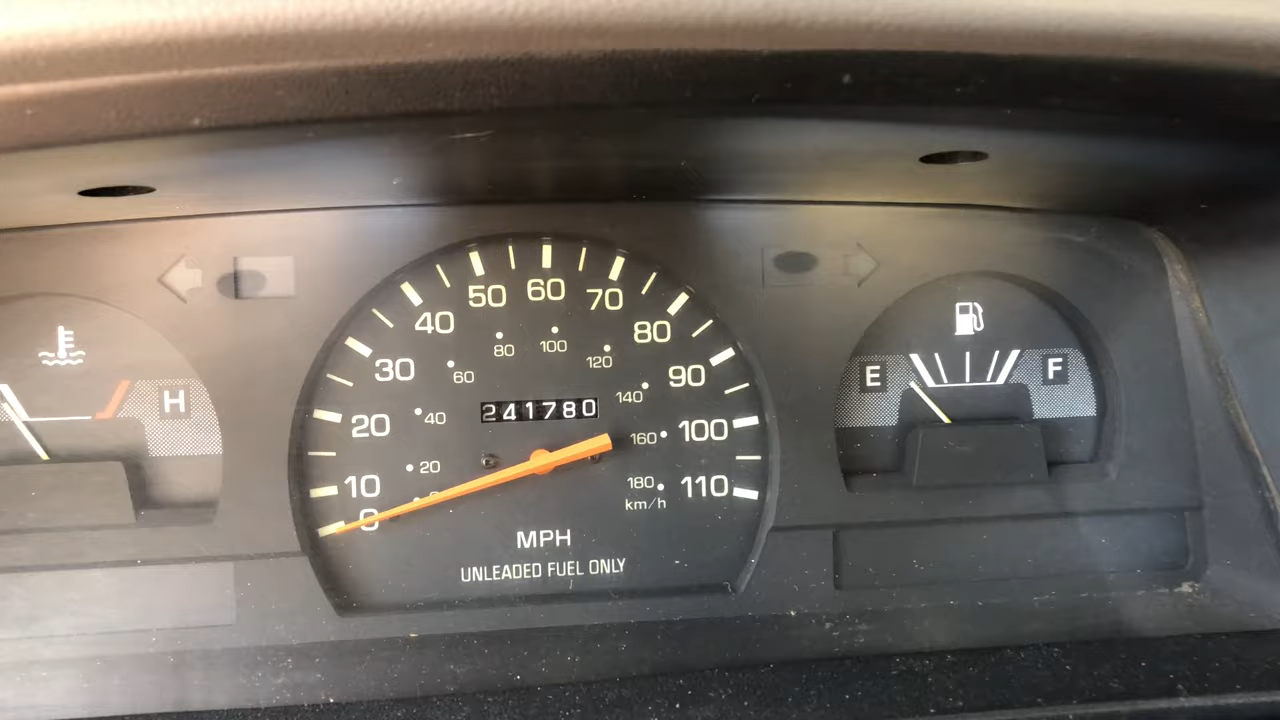 50 60 70
40 80
80 100 120
30 60 90
H 140 E F
20 40 241780 160 100
20
10 180 110
0 km/h
MPH
UNLEADED FUEL ONLY